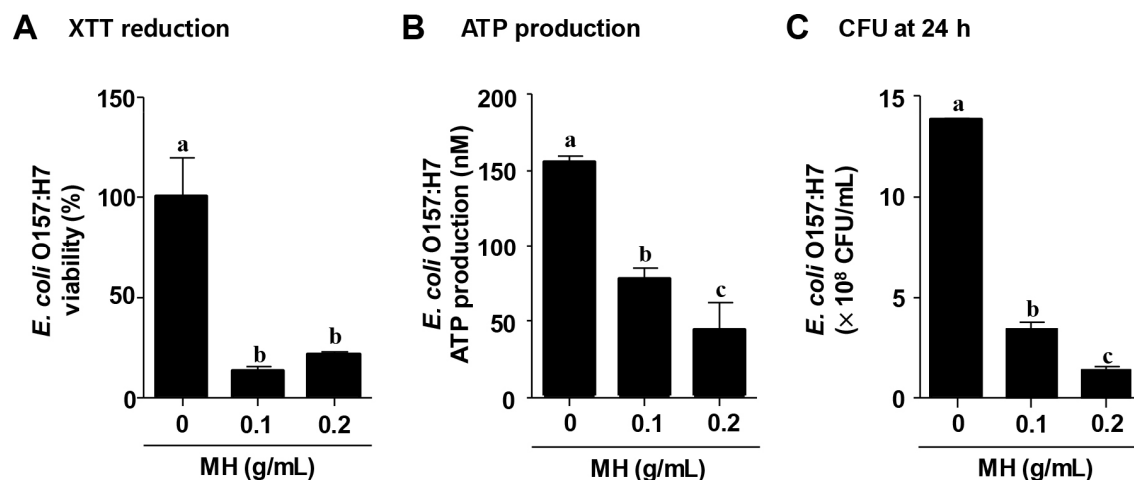 A XTT reduction
E. coli O157:H7
viability (%)
150
100
50
0
a
b
b
0 0.1 0.2
MH (g/mL)
B ATP production
E. coli O157:H7
ATP production (nM)
200
150
100
50
0
a
b
c
0 0.1 0.2
MH (g/mL)
C CFU at 24 h
E. coli O157:H7
(× 10⁸ CFU/mL)
15
10
5
0
a
b
c
0 0.1 0.2
MH (g/mL)